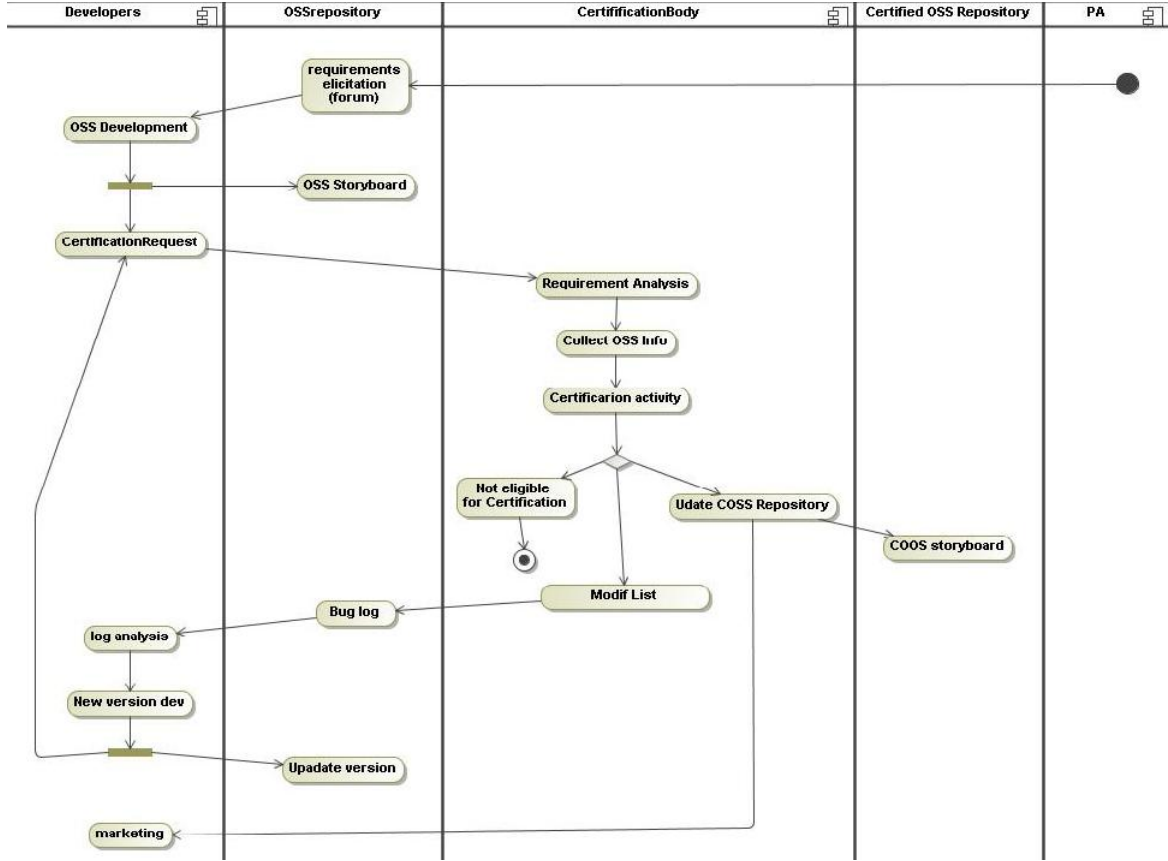 Developers
OSSrepository
CertififificationBody
Certified OSS Repository
PA
requirements
elicitation
(forum)
OSS Development
OSS Storyboard
CertificationRequest
Requirement Analysis
Collect OSS Info
Certificarion activity
Not eligible
for Certification
Udate COSS Repository
COOS storyboard
Modif List
Bug log
log analysis
New version dev
Upadate version
marketing